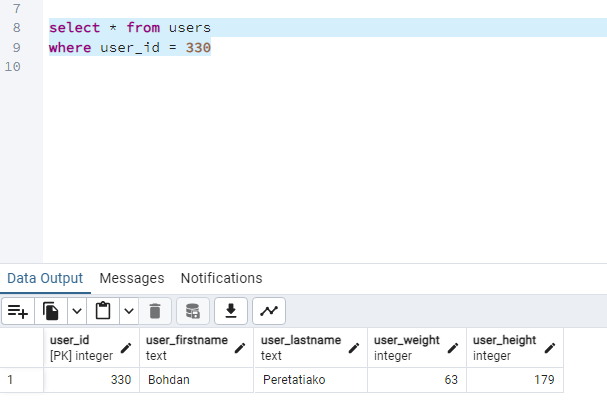 7
8 select * from users
9 where user_id = 330
10
Data Output Messages Notifications
user_id user_firstname user_lastname user_weight user_height
[PK] integer text text integer integer
1 330 Bohdan Peretatiako 63 179